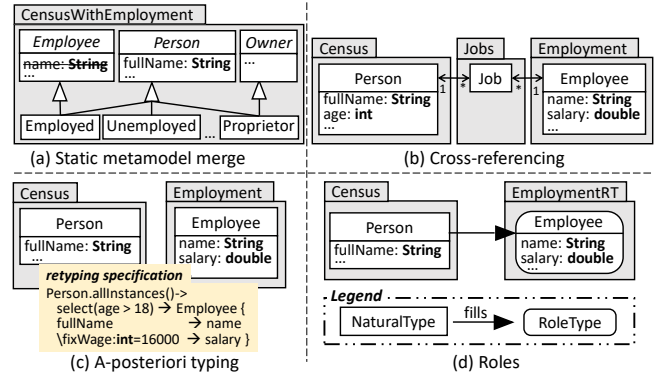 CensusWithEmployment
Employee
name: String
...
Person
fullName: String
...
Owner
...
Employed
Unemployed
...
Proprietor
(a) Static metamodel merge
Census
Person
fullName: String
age: int
...
1
*
Jobs
Job
*
1
Employment
Employee
name: String
salary: double
...
(b) Cross-referencing
Census
Person
fullName: String
...
Employment
Employee
name: String
salary: double
retyping specification
Person.allInstances()->
select(age > 18) → Employee {
fullName → name
\fixWage:int=16000 → salary }
(c) A-posteriori typing
Census
Person
fullName: String
...
EmploymentRT
Employee
name: String
salary: double
...
Legend
NaturalType
fills
RoleType
(d) Roles